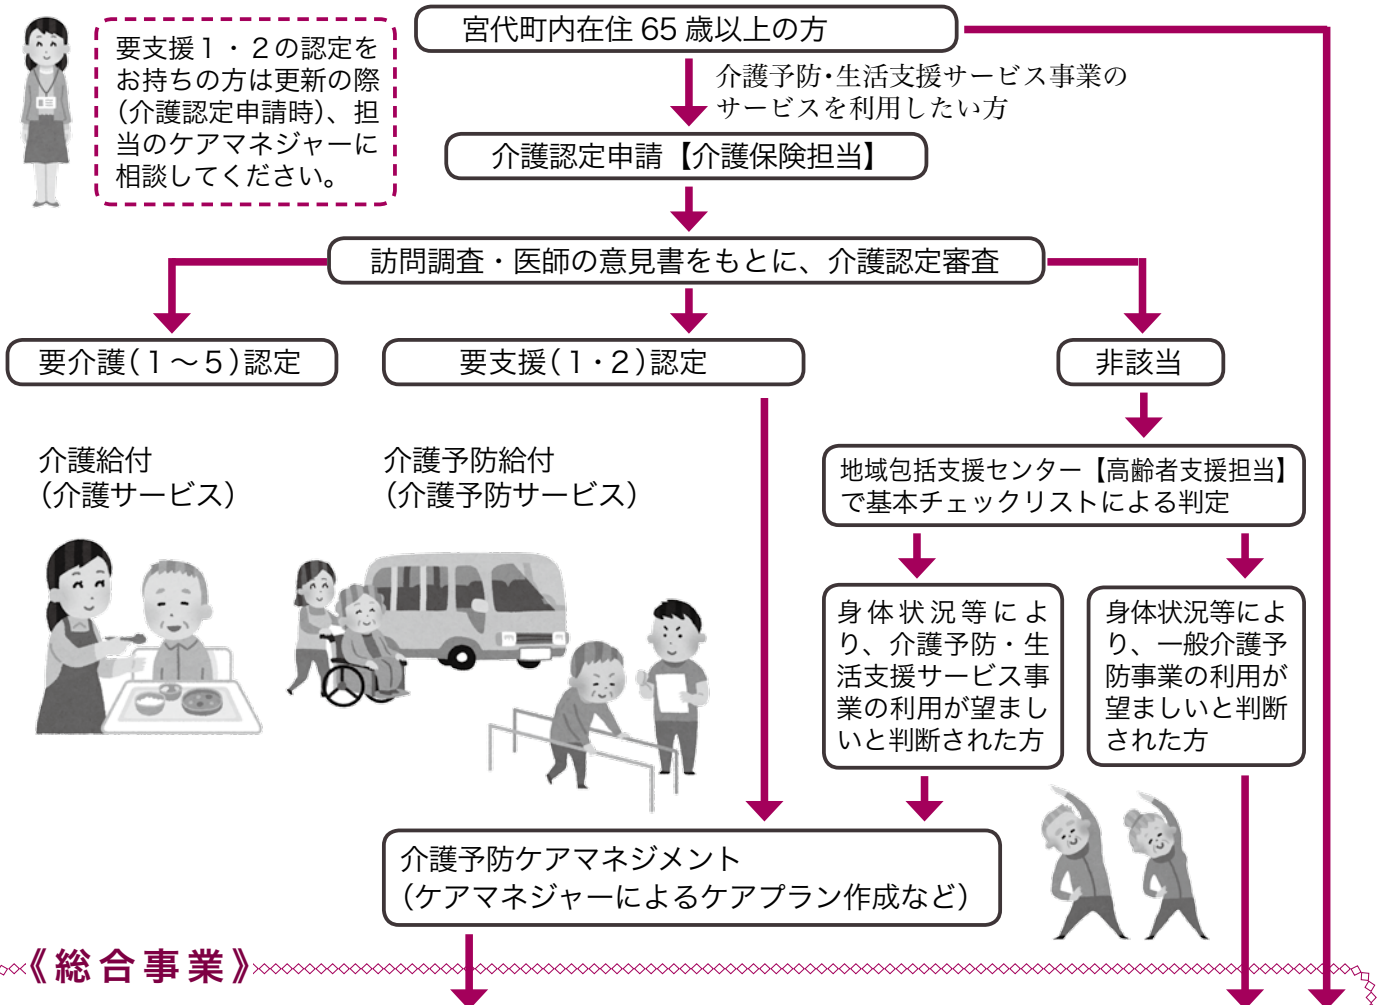 要支援１・２の認定を
お持ちの方は更新の際
（介護認定申請時）、担
当のケアマネジャーに
相談してください。
宮代町内在住 65 歳以上の方
介護予防・生活支援サービス事業の
サービスを利用したい方
介護認定申請【介護保険担当】
訪問調査・医師の意見書をもとに、介護認定審査
要介護（１～５）認定
要支援（１・２）認定
非該当
介護給付
（介護サービス）
介護予防給付
（介護予防サービス）
地域包括支援センター【高齢者支援担当】
で基本チェックリストによる判定
身体状況等によ
り、介護予防・生
活支援サービス事
業の利用が望まし
いと判断された方
身体状況等によ
り、一般介護予
防事業の利用が
望ましいと判断
された方
介護予防ケアマネジメント
（ケアマネジャーによるケアプラン作成など）
《総合事業》